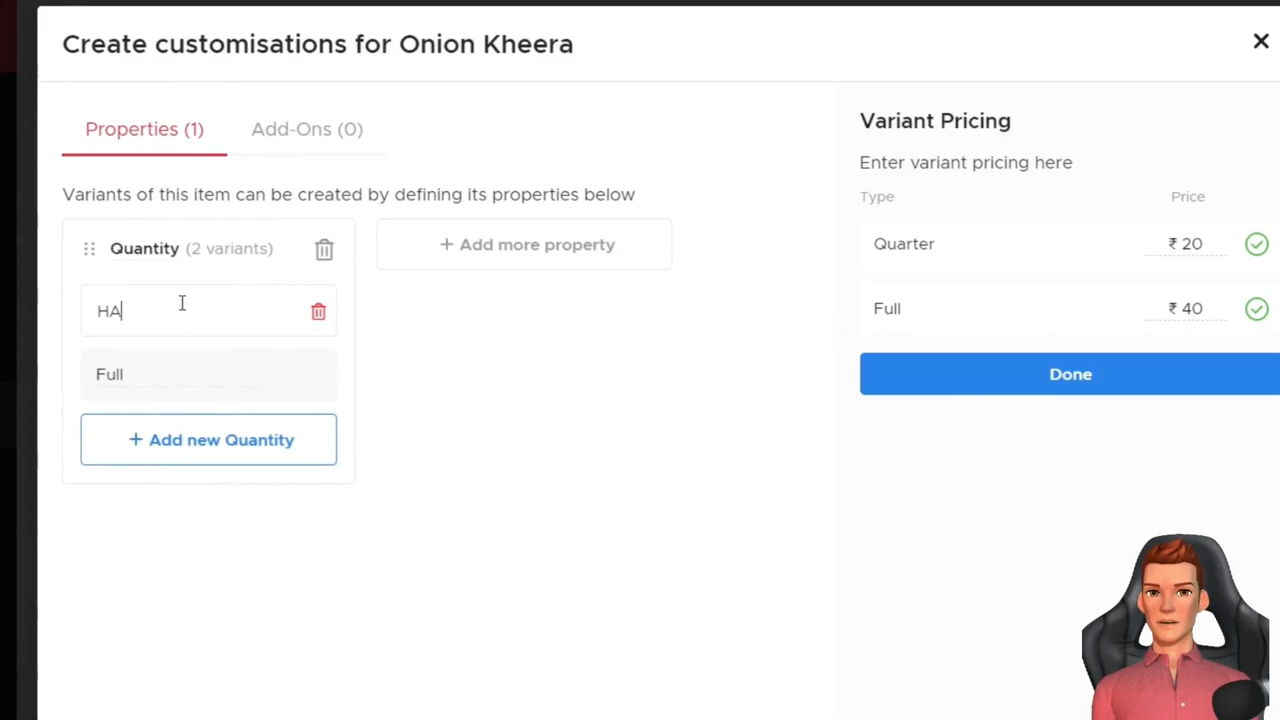 Create customisations for Onion Kheera
Properties (1)
Add-Ons (0)
Variants of this item can be created by defining its properties below
Quantity (2 variants)
+ Add more property
HA
Full
+ Add new Quantity
Variant Pricing
Enter variant pricing here
Type Price
Quarter ₹ 20
Full ₹ 40
Done